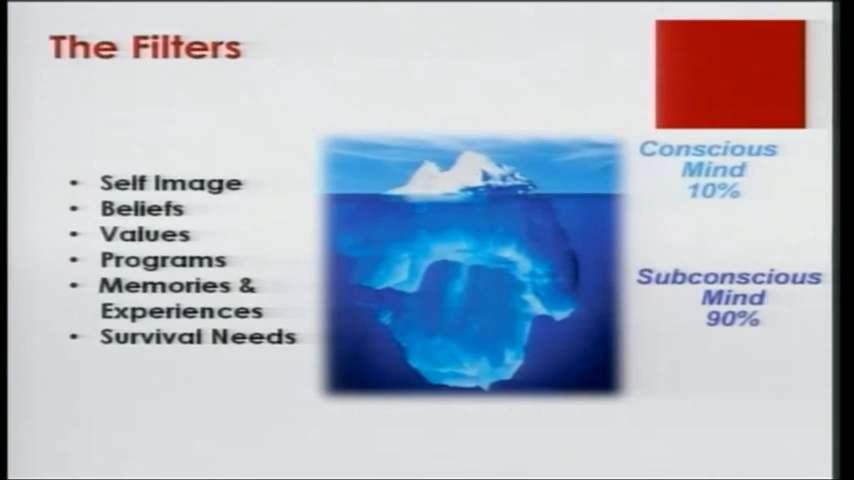 The Filters
• Self Image
• Beliefs
• Values
• Programs
• Memories &
Experiences
• Survival Needs
Conscious
Mind
10%
Subconscious
Mind
90%